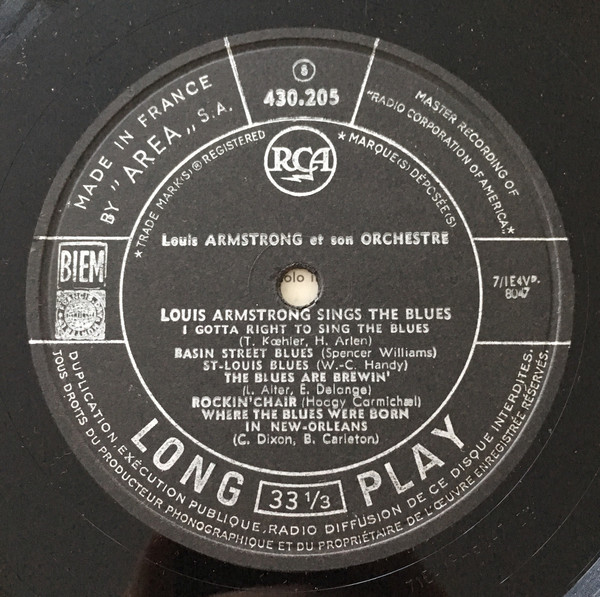 8
430.205
MADE IN FRANCE
BY "AREA" S.A.
MASTER RECORDING OF
"RADIO CORPORATION OF AMERICA"
* TRADE MARK(S) ® REGISTERED
* MARQUE(S) DÉPOSÉE(S)
RCA
Louis ARMSTRONG et son ORCHESTRE
BIEM
7/1E4VP.
8047
LOUIS ARMSTRONG SINGS THE BLUES
I GOTTA RIGHT TO SING THE BLUES
(T. Kœhler, H. Arlen)
BASIN STREET BLUES (Spencer Williams)
ST-LOUIS BLUES (W.-C. Handy)
THE BLUES ARE BREWIN'
(L. Alter, E. Delange)
ROCKIN'CHAIR (Hoagy Carmichael)
WHERE THE BLUES WERE BORN
IN NEW-ORLEANS
(C. Dixon, B. Carleton)
LONG PLAY
33 1/3
DUPLICATION EXÉCUTION PUBLIQUE, RADIO DIFFUSION DE CE DISQUE INTERDITES.
TOUS DROITS DU PRODUCTEUR PHONOGRAPHIQUE ET DU PROPRIÉTAIRE DE L'ŒUVRE ENREGISTRÉE RÉSERVÉS.